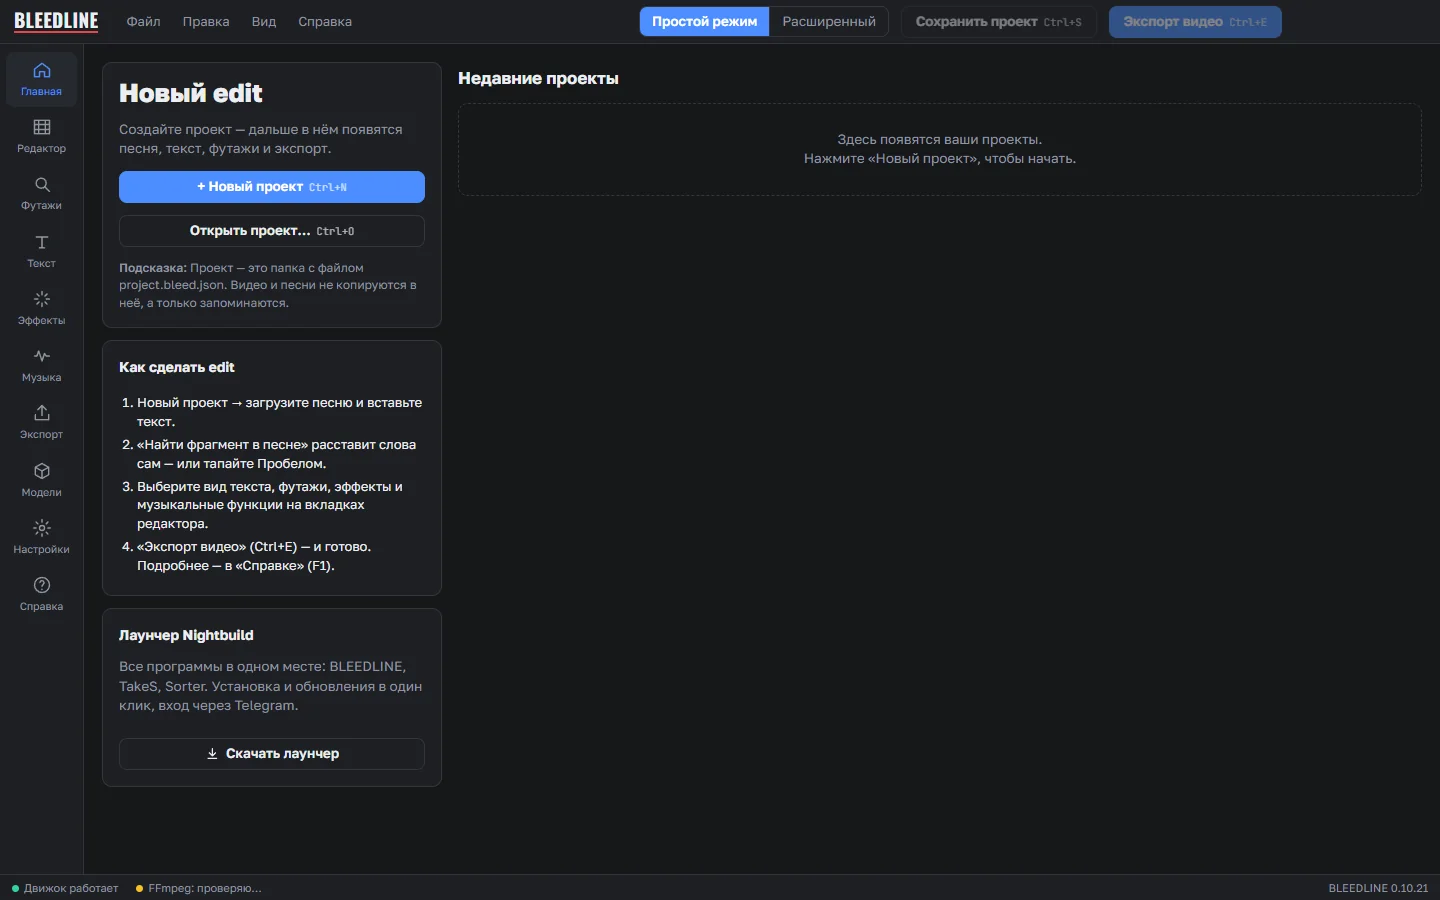 BLEEDLINE
Файл
Правка
Вид
Справка
Простой режим
Расширенный
Сохранить проект Ctrl+S
Экспорт видео Ctrl+E
Главная
Редактор
Футажи
Текст
Эффекты
Музыка
Экспорт
Модели
Настройки
Справка
Новый edit
Создайте проект — дальше в нём появятся
песня, текст, футажи и экспорт.
+ Новый проект Ctrl+N
Открыть проект... Ctrl+O
Подсказка: Проект — это папка с файлом
project.bleed.json. Видео и песни не копируются в
неё, а только запоминаются.
Как сделать edit
1. Новый проект → загрузите песню и вставьте
текст.
2. «Найти фрагмент в песне» расставит слова
сам — или тапайте Пробелом.
3. Выберите вид текста, футажи, эффекты и
музыкальные функции на вкладках
редактора.
4. «Экспорт видео» (Ctrl+E) — и готово.
Подробнее — в «Справке» (F1).
Лаунчер Nightbuild
Все программы в одном месте: BLEEDLINE,
TakeS, Sorter. Установка и обновления в один
клик, вход через Telegram.
Скачать лаунчер
Недавние проекты
Здесь появятся ваши проекты.
Нажмите «Новый проект», чтобы начать.
Движок работает
FFmpeg: проверяю...
BLEEDLINE 0.10.21